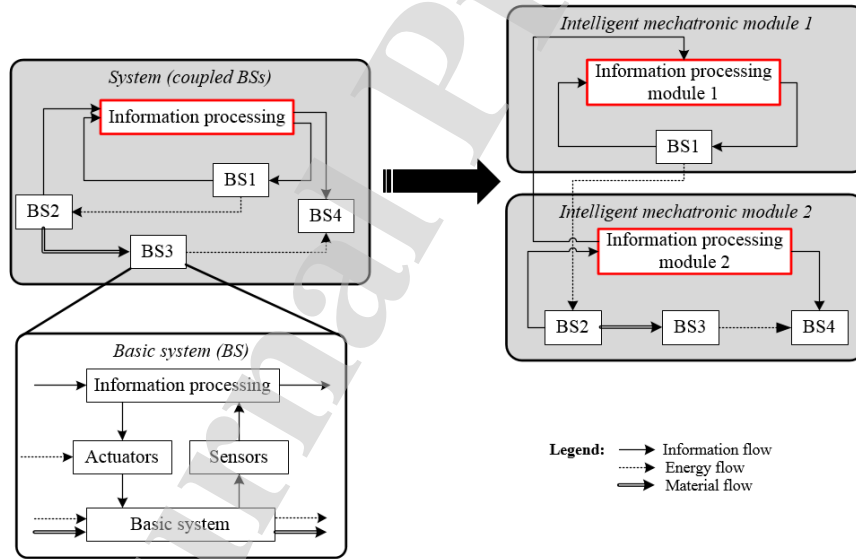 System (coupled BSs)
Information processing
BS1
BS2
BS4
BS3
Basic system (BS)
Information processing
Actuators
Sensors
Basic system
Intelligent mechatronic module 1
Information processing
module 1
BS1
Intelligent mechatronic module 2
Information processing
module 2
BS2
BS3
BS4
Legend:
Information flow
Energy flow
Material flow